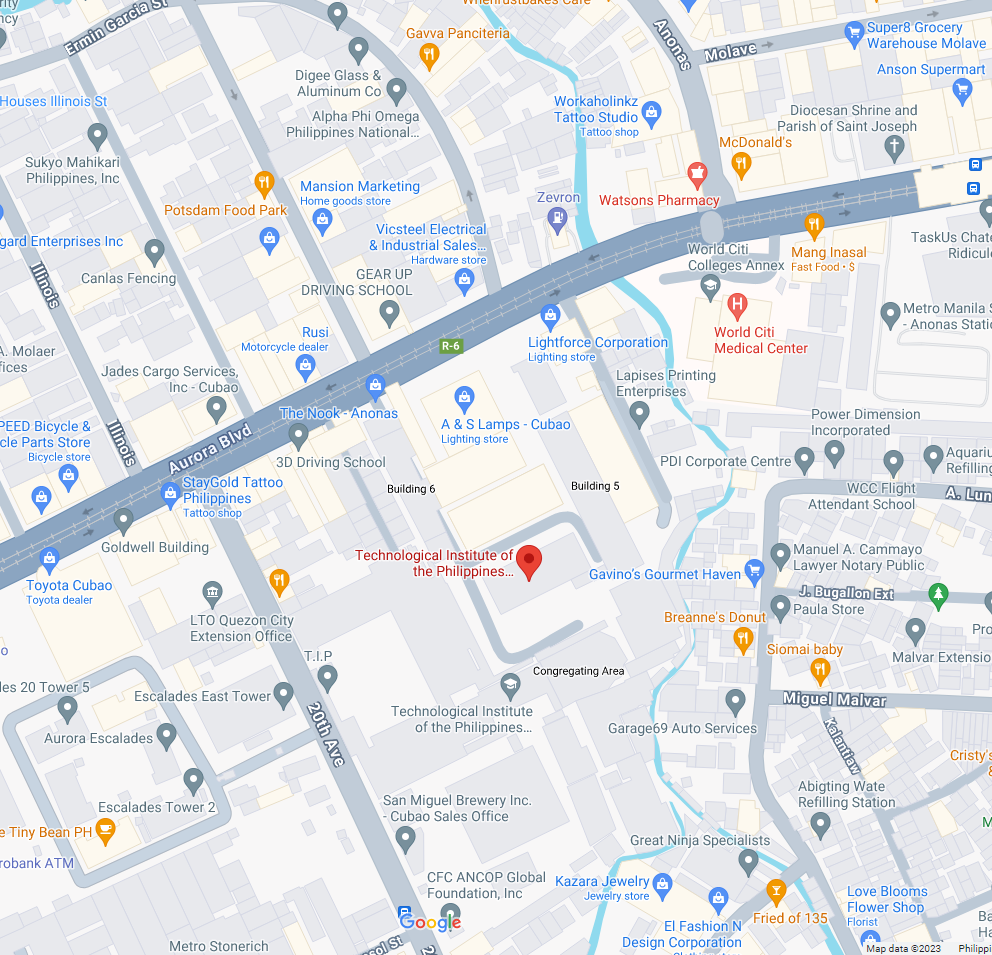 Ermin Garcia St
Whenrustbakes Cafe
Gavva Panciteria
Anonas
Molave
Super8 Grocery
Warehouse Molave
Anson Supermart
Digee Glass &
Aluminum Co
Houses Illinois St
Alpha Phi Omega
Philippines National...
Workaholinkz
Tattoo Studio
Tattoo shop
Diocesan Shrine and
Parish of Saint Joseph
McDonald's
Sukyo Mahikari
Philippines, Inc
Mansion Marketing
Home goods store
Potsdam Food Park
Zevron
Watsons Pharmacy
Vicsteel Electrical
& Industrial Sales...
Hardware store
gard Enterprises Inc
Canlas Fencing
Illinois
GEAR UP
DRIVING SCHOOL
World Citi
Colleges Annex
Mang Inasal
Fast Food • $
TaskUs Chate
Ridicule
Metro Manila S
- Anonas Static
World Citi
Medical Center
Rusi
Motorcycle dealer
R-6
Lightforce Corporation
Lighting store
A. Molaer
fices
Jades Cargo Services,
Inc - Cubao
Lapises Printing
Enterprises
The Nook - Anonas
A & S Lamps - Cubao
Lighting store
Power Dimension
Incorporated
PEED Bicycle &
cle Parts Store
Bicycle store
Illinois
Aurora Blvd
3D Driving School
PDI Corporate Centre
Aquariu
Refilling
StayGold Tattoo
Philippines
Tattoo shop
Building 6
Building 5
WCC Flight
Attendant School
A. Lun
Goldwell Building
Technological Institute of
the Philippines...
Manuel A. Cammayo
Lawyer Notary Public
Toyota Cubao
Toyota dealer
Gavino's Gourmet Haven
J. Bugallon Ext
Paula Store
LTO Quezon City
Extension Office
Breanne's Donut
Pro
Siomai baby
Malvar Extension
o
T.I.P
Congregating Area
les 20 Tower 5
Escalades East Tower
Miguel Malvar
Technological Institute
of the Philippines...
20th Ave
Aurora Escalades
Garage69 Auto Services
Kalantiaw
Cristy's
Escalades Tower 2
Abigting Wate
Refilling Station
San Miguel Brewery Inc.
- Cubao Sales Office
e Tiny Bean PH
M
Great Ninja Specialists
robank ATM
CFC ANCOP Global
Foundation, Inc
Kazara Jewelry
Jewelry store
Love Blooms
Flower Shop
Florist
Fried of 135
Google
El Fashion N
Design Corporation
Metro Stonerich
sol St
Ba
Ha
Map data ©2023
Philippi